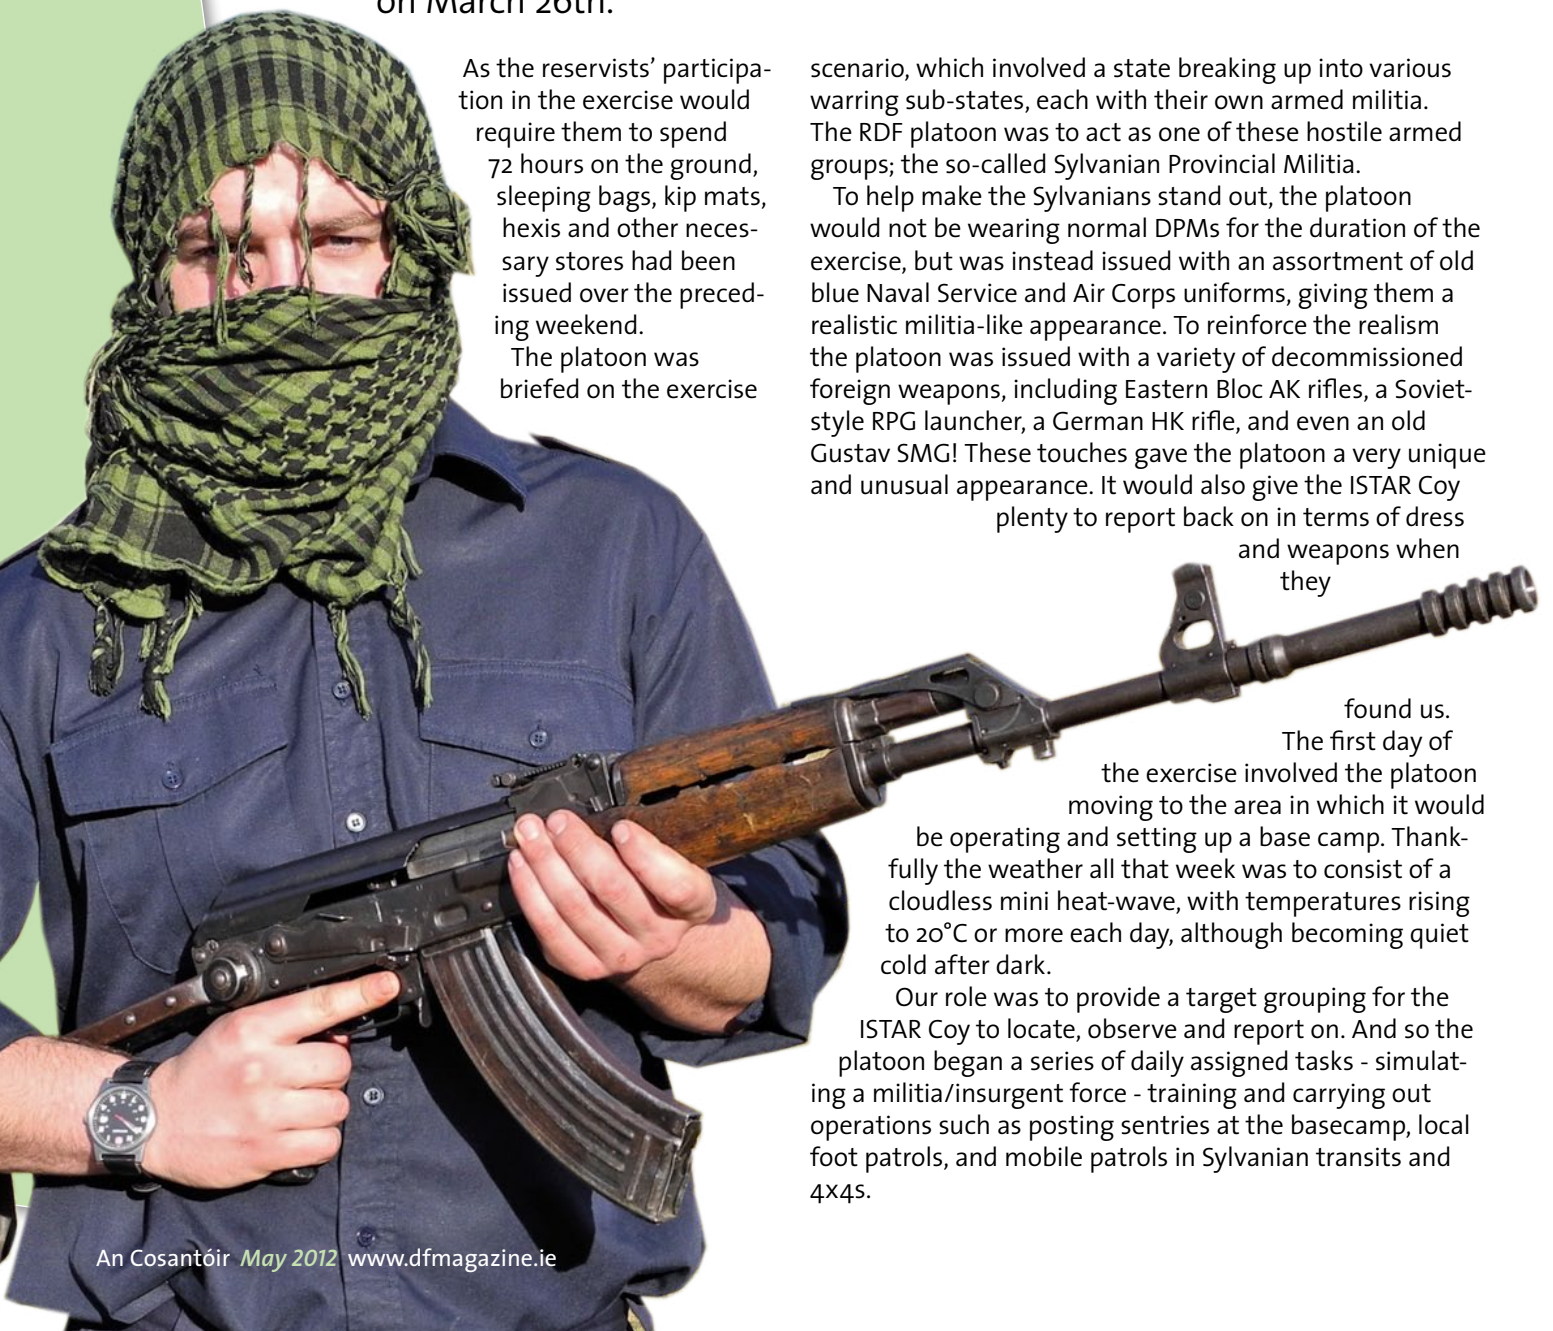 on March 26th.
As the reservists' participa-
tion in the exercise would
require them to spend
72 hours on the ground,
sleeping bags, kip mats,
hexis and other neces-
sary stores had been
issued over the preced-
ing weekend.
The platoon was
briefed on the exercise
scenario, which involved a state breaking up into various
warring sub-states, each with their own armed militia.
The RDF platoon was to act as one of these hostile armed
groups; the so-called Sylvanian Provincial Militia.
To help make the Sylvanians stand out, the platoon
would not be wearing normal DPMs for the duration of the
exercise, but was instead issued with an assortment of old
blue Naval Service and Air Corps uniforms, giving them a
realistic militia-like appearance. To reinforce the realism
the platoon was issued with a variety of decommissioned
foreign weapons, including Eastern Bloc AK rifles, a Soviet-
style RPG launcher, a German HK rifle, and even an old
Gustav SMG! These touches gave the platoon a very unique
and unusual appearance. It would also give the ISTAR Coy
plenty to report back on in terms of dress
and weapons when
they
found us.
The first day of
the exercise involved the platoon
moving to the area in which it would
be operating and setting up a base camp. Thank-
fully the weather all that week was to consist of a
cloudless mini heat-wave, with temperatures rising
to 20°C or more each day, although becoming quiet
cold after dark.
Our role was to provide a target grouping for the
ISTAR Coy to locate, observe and report on. And so the
platoon began a series of daily assigned tasks - simulat-
ing a militia/insurgent force - training and carrying out
operations such as posting sentries at the basecamp, local
foot patrols, and mobile patrols in Sylvanian transits and
4x4s.
An Cosantóir May 2012 www.dfmagazine.ie